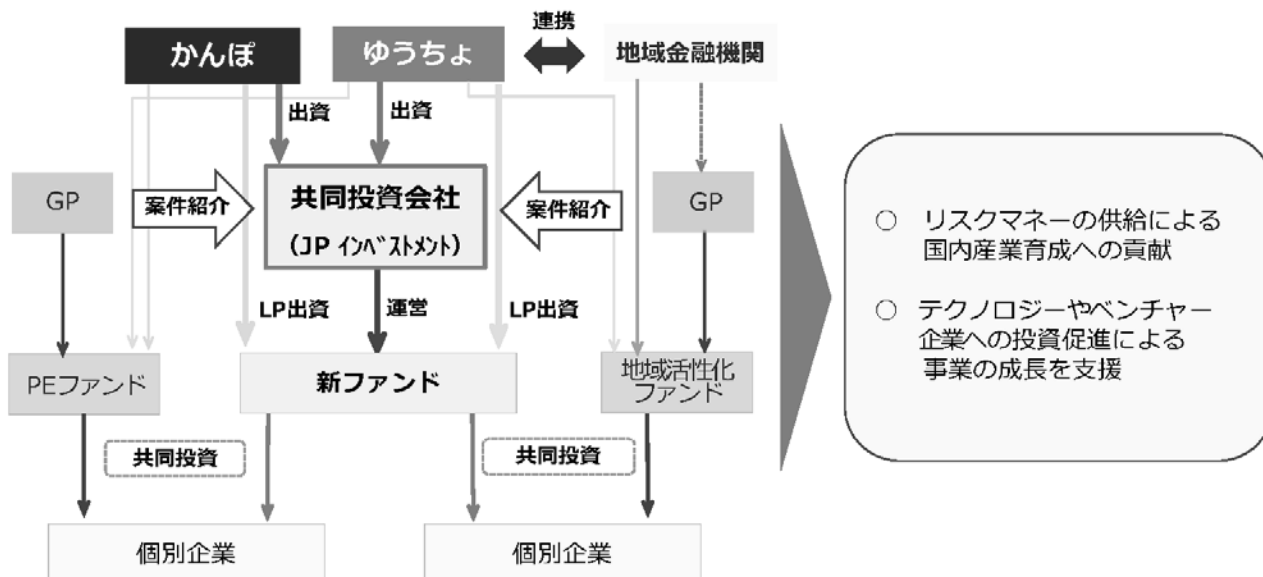 連携
かんぽ
ゆうちょ
地域金融機関
出資
出資
GP
案件紹介
共同投資会社
(JP ｲﾝﾍﾞｽﾄﾒﾝﾄ)
案件紹介
GP
LP出資
運営
LP出資
PEファンド
新ファンド
地域活性化
ファンド
共同投資
共同投資
個別企業
個別企業
○ リスクマネーの供給による
国内産業育成への貢献
○ テクノロジーやベンチャー
企業への投資促進による
事業の成長を支援